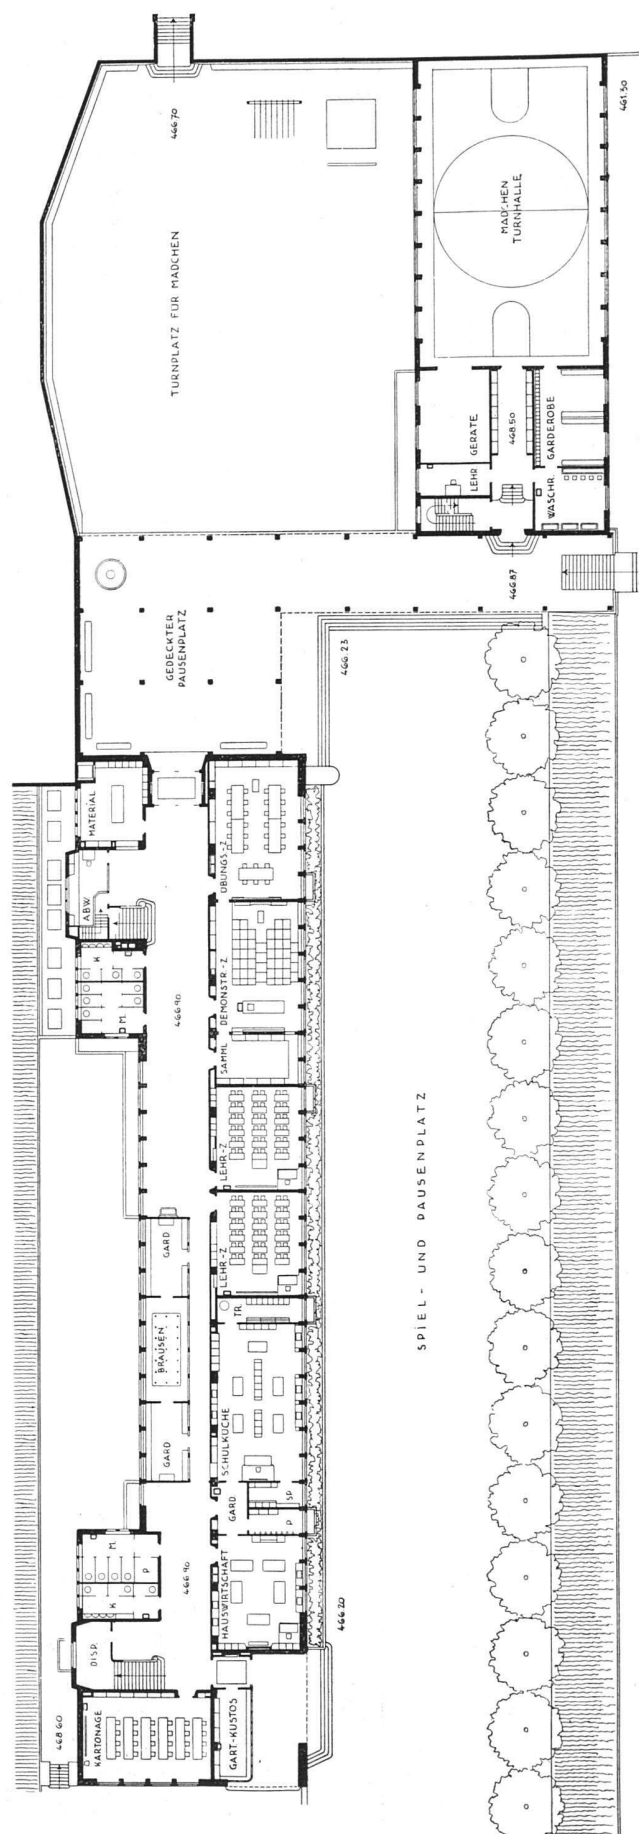 466.70
461.50
TURNPLATZ FÜR MÄDCHEN
MÄDCHEN
TURNHALLE
GERÄTE
468.50
GARDEROBE
LEHR
WASCHR.
466.87
GEDECKTER
PAUSENPLATZ
466.23
MATERIAL
ABW.
ÜBUNGS-Z
K
M.
466.90
DEMONSTR-Z
SAMML
LEHR-Z
LEHR-Z
SPIEL- UND PAUSENPLATZ
GARD
BRAUSEN
GARD
TR.
SCHULKÜCHE
GARD
SP
P
M.
P
K
466.90
HAUSWIRTSCHAFT
466.20
DISP.
468.60
KARTONAGE
GART-KUSTOS